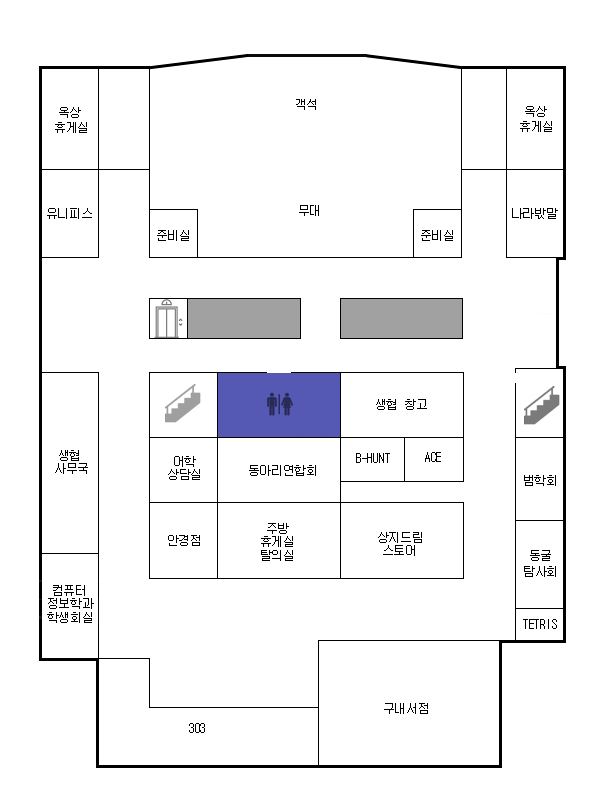 객석
옥상
휴게실
옥상
휴게실
유니피스
무대
나라밖말
준비실
준비실
생협 창고
생협
사무국
어학
상담실
동아리연합회
B-HUNT
ACE
범학회
안경점
주방
휴게실
탈의실
상지드림
스토어
동굴
탐사회
컴퓨터
정보학과
학생회실
TETRIS
303
구내서점